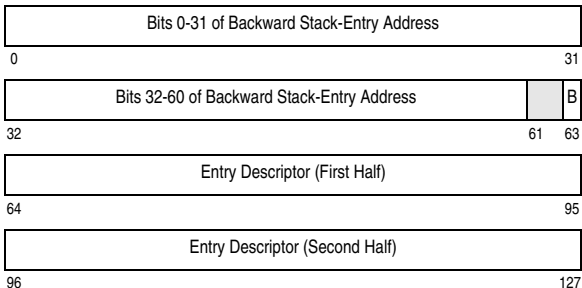 Bits 0-31 of Backward Stack-Entry Address
0 31
Bits 32-60 of Backward Stack-Entry Address B
32 61 63
Entry Descriptor (First Half)
64 95
Entry Descriptor (Second Half)
96 127